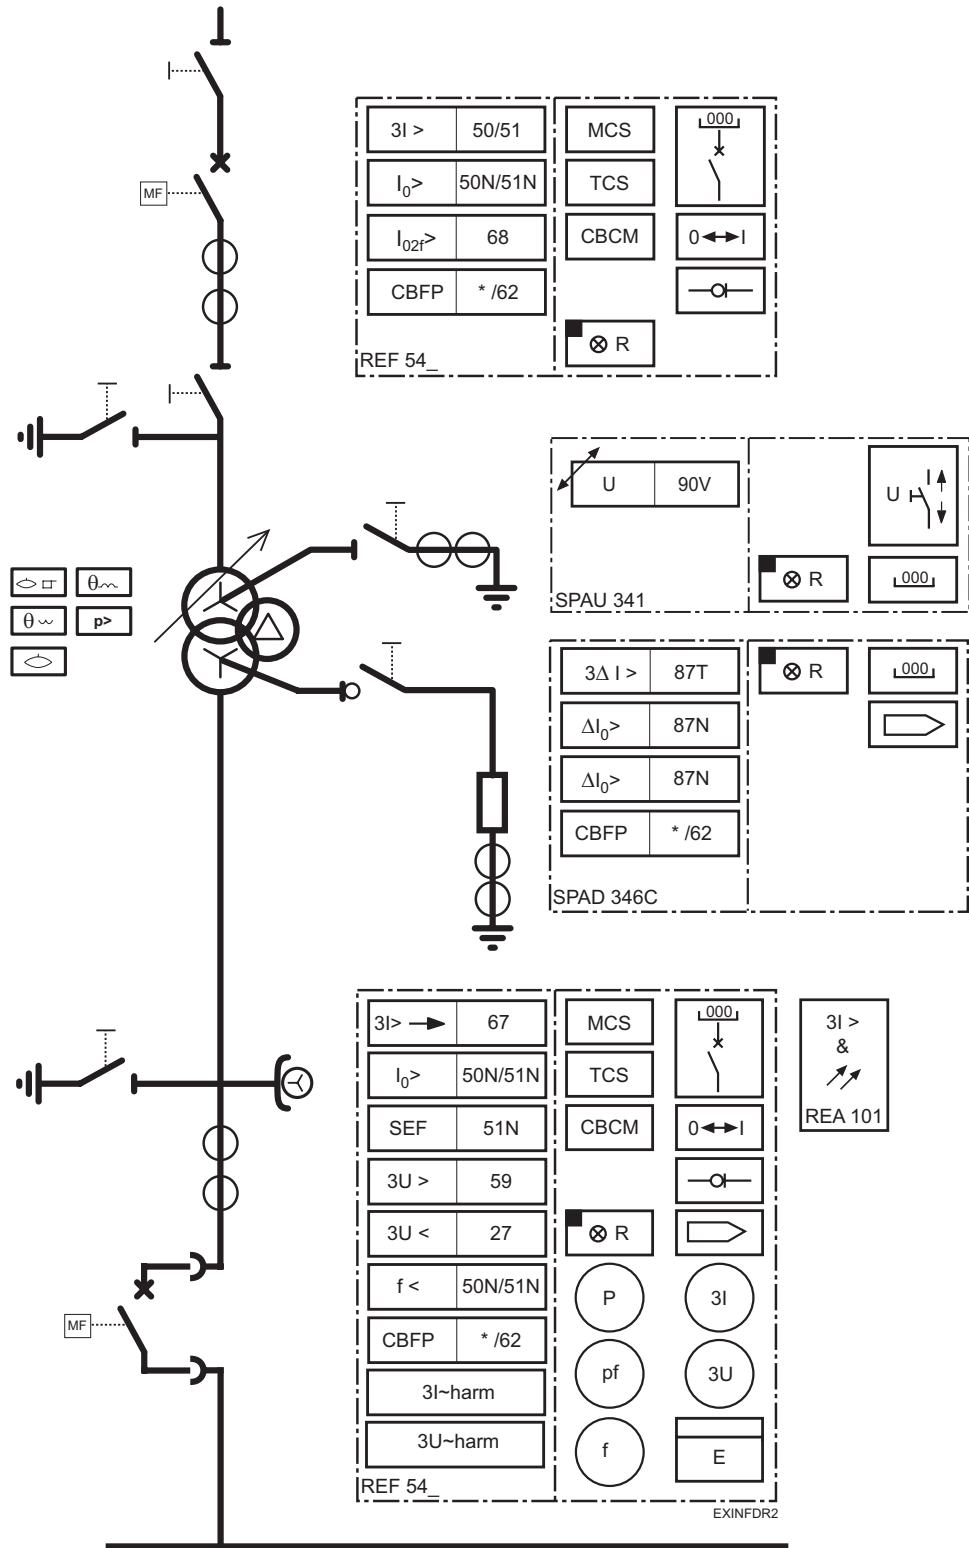 3I > 50/51 MCS 000
MF
I0> 50N/51N TCS
I02f> 68 CBCM 0 I
CBFP * /62
R
REF 54_
U 90V U I
R 000
SPAU 341
θ
θ p>
3Δ I > 87T R 000
ΔI0> 87N
ΔI0> 87N
CBFP * /62
SPAD 346C
3I> 67 MCS 000
3I >
&
REA 101
I0> 50N/51N TCS
SEF 51N CBCM 0 I
3U > 59
3U < 27 R
f < 50N/51N P 3I
MF
CBFP * /62
3I~harm pf 3U
3U~harm f E
REF 54_
EXINFDR2